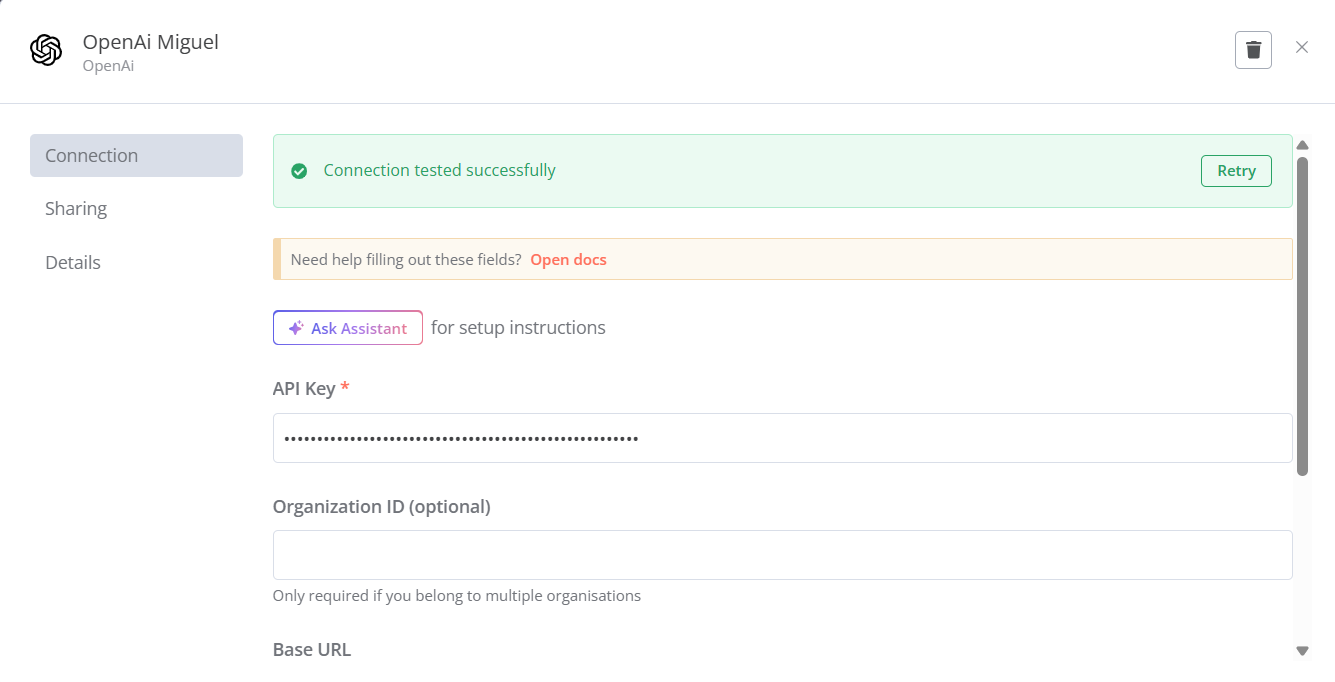 OpenAi Miguel
OpenAi
Connection
Sharing
Details
Connection tested successfully
Retry
Need help filling out these fields? Open docs
Ask Assistant for setup instructions
API Key *
••••••••••••••••••••••••••••••••••••••••••••••••••••
Organization ID (optional)
Only required if you belong to multiple organisations
Base URL